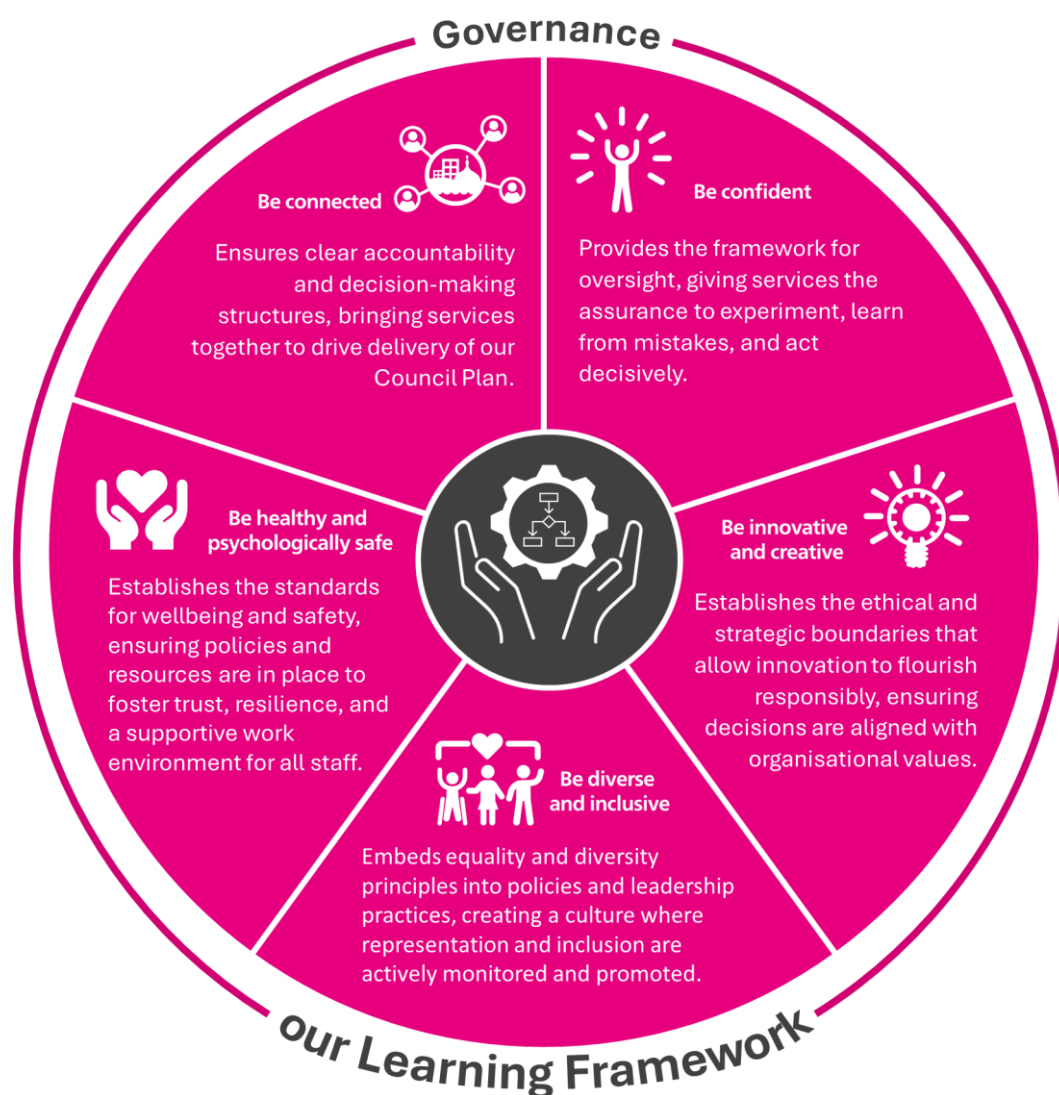 Governance
Be connected
Ensures clear accountability
and decision-making
structures, bringing services
together to drive delivery of our
Council Plan.
Be confident
Provides the framework for
oversight, giving services the
assurance to experiment, learn
from mistakes, and act
decisively.
Be healthy and
psychologically safe
Establishes the standards
for wellbeing and safety,
ensuring policies and
resources are in place to
foster trust, resilience, and
a supportive work
environment for all staff.
Be innovative
and creative
Establishes the ethical and
strategic boundaries that
allow innovation to flourish
responsibly, ensuring
decisions are aligned with
organisational values.
Be diverse
and inclusive
Embeds equality and diversity
principles into policies and leadership
practices, creating a culture where
representation and inclusion are
actively monitored and promoted.
our Learning Framework